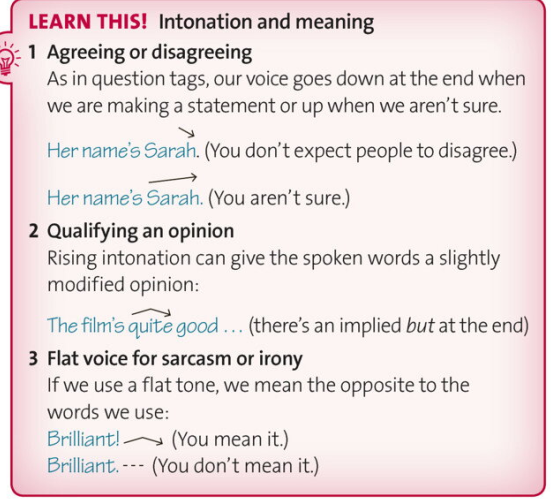 LEARN THIS! Intonation and meaning
1 Agreeing or disagreeing
As in question tags, our voice goes down at the end when
we are making a statement or up when we aren't sure.
Her name's Sarah. (You don't expect people to disagree.)
Her name's Sarah. (You aren't sure.)
2 Qualifying an opinion
Rising intonation can give the spoken words a slightly
modified opinion:
The film's quite good ... (there's an implied but at the end)
3 Flat voice for sarcasm or irony
If we use a flat tone, we mean the opposite to the
words we use:
Brilliant! (You mean it.)
Brilliant. --- (You don't mean it.)